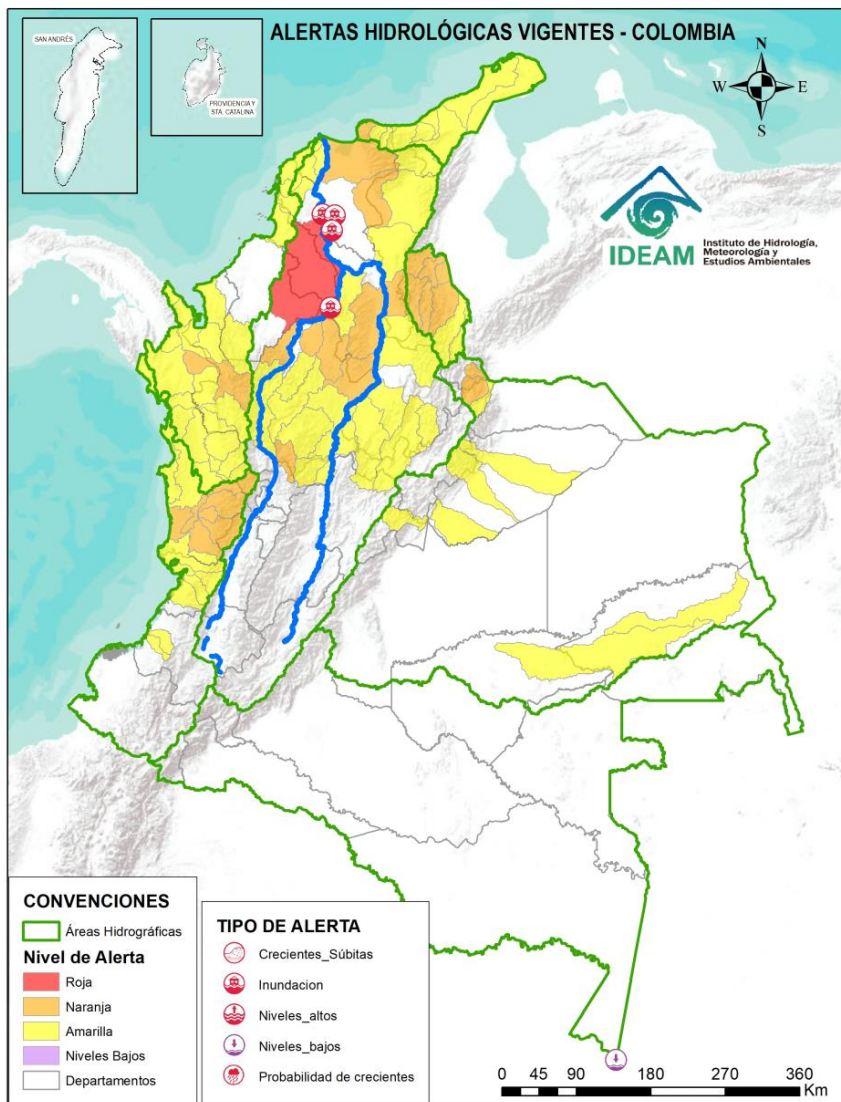 ALERTAS HIDROLÓGICAS VIGENTES - COLOMBIA
SAN ANDRÉS
PROVIDENCIA Y
STA. CATALINA
N
W
E
S
IDEAM
Instituto de Hidrología,
Meteorología y
Estudios Ambientales
CONVENCIONES
Áreas Hidrográficas
Nivel de Alerta
Roja
Naranja
Amarilla
Niveles Bajos
Departamentos
TIPO DE ALERTA
Crecientes_Súbitas
Inundacion
Niveles_altos
Niveles_bajos
Probabilidad de crecientes
0 45 90 180 270 360
Km